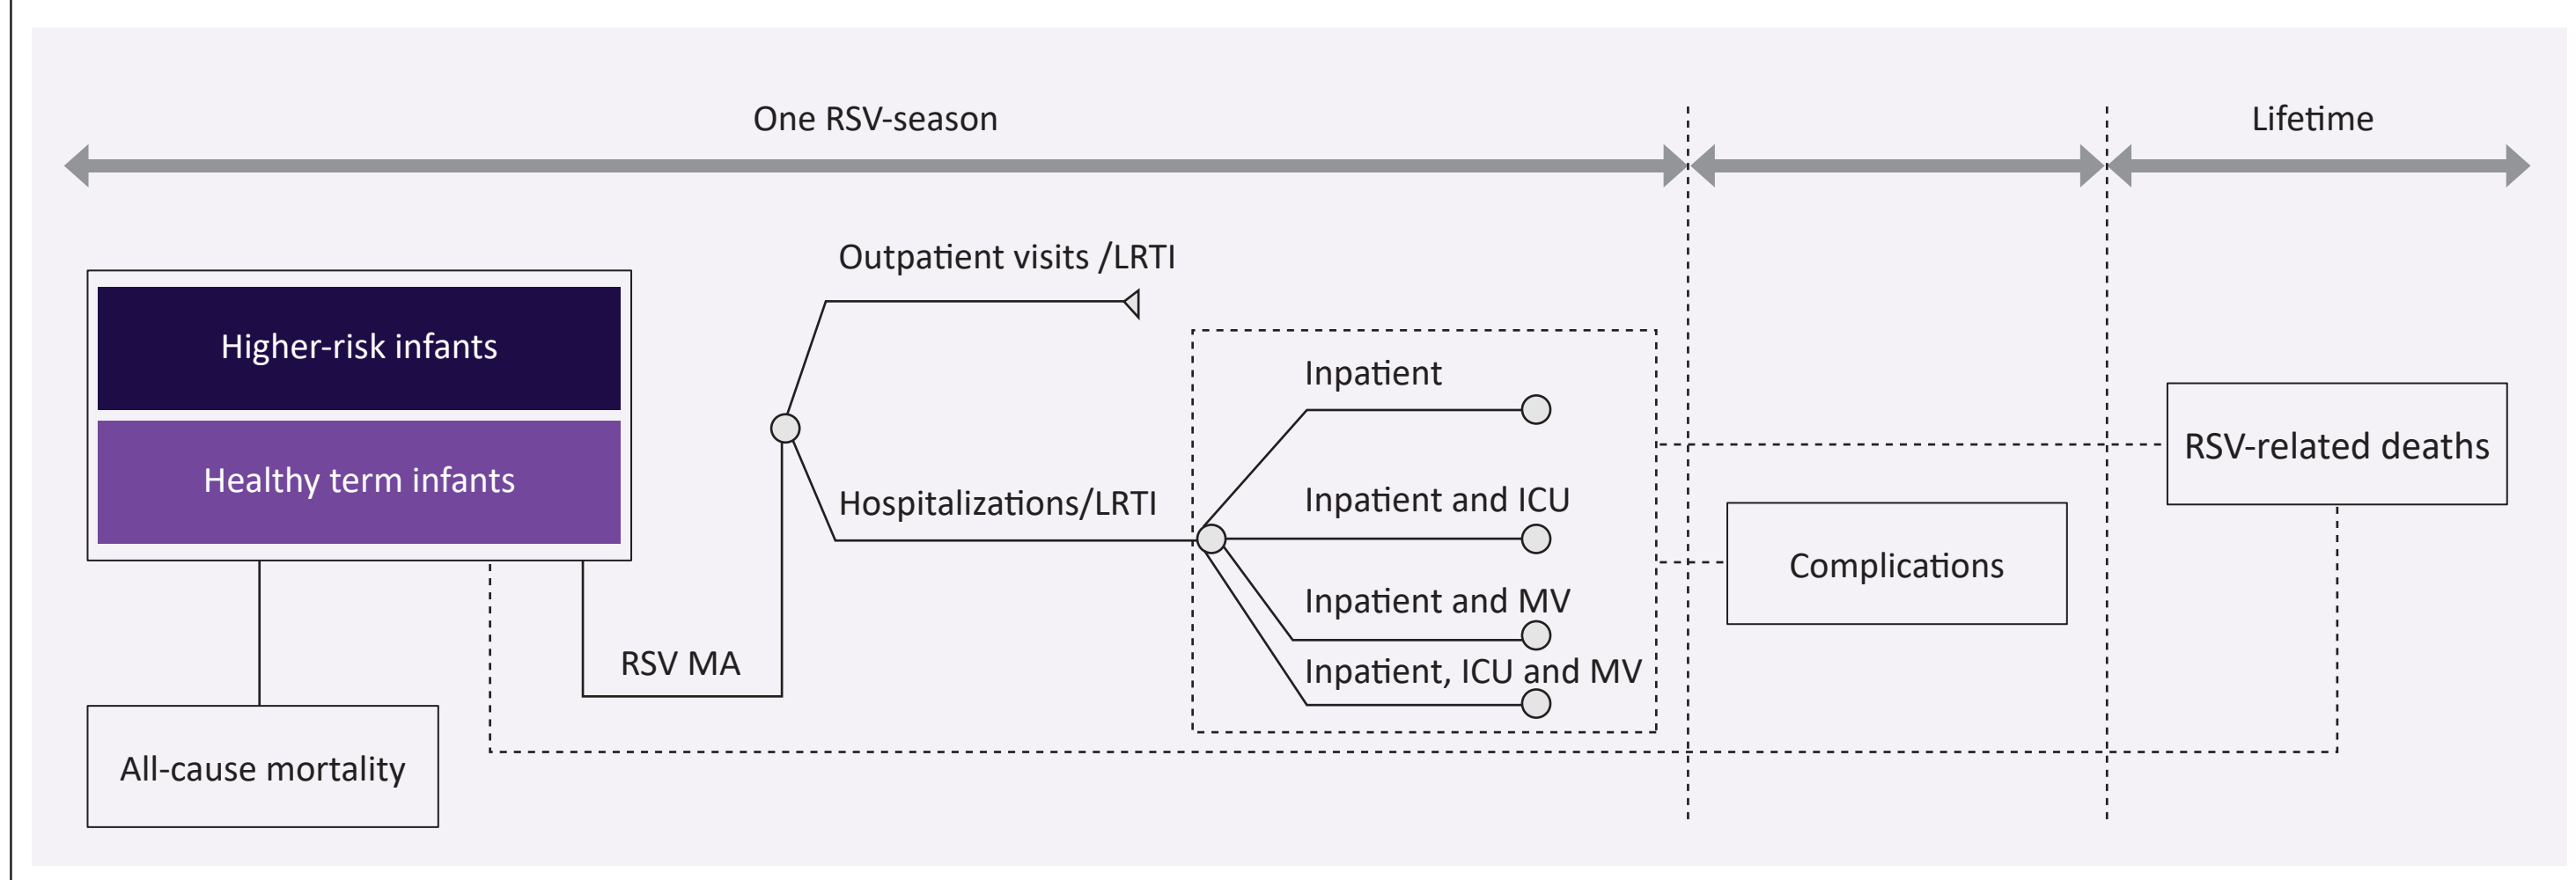 One RSV-season
Lifetime
Outpatient visits /LRTI
Higher-risk infants
Healthy term infants
Inpatient
Hospitalizations/LRTI
Inpatient and ICU
Inpatient and MV
Inpatient, ICU and MV
RSV-related deaths
Complications
RSV MA
All-cause mortality